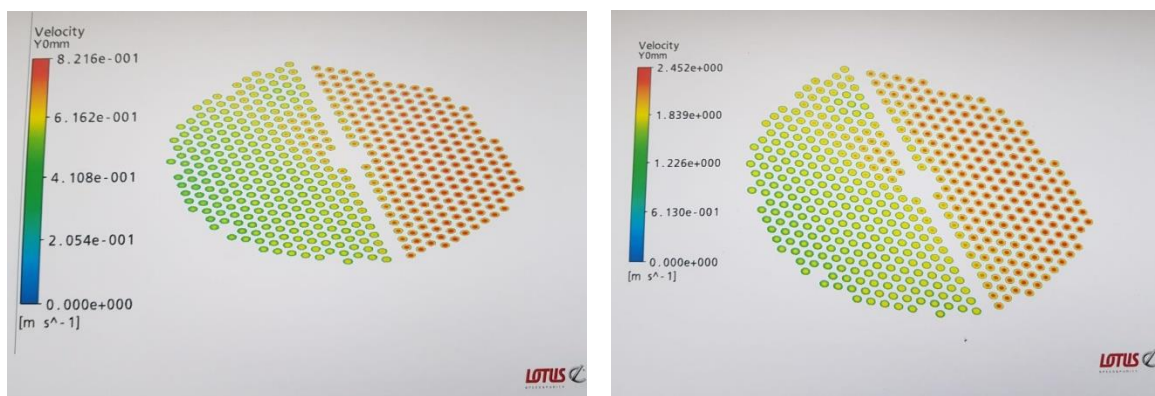 Velocity
Y0mm
8.216e-001
6.162e-001
4.108e-001
2.054e-001
0.000e+000
[m s^-1]
LOTUS
Velocity
Y0mm
2.452e+000
1.839e+000
1.226e+000
6.130e-001
0.000e+000
[m s^-1]
LOTUS